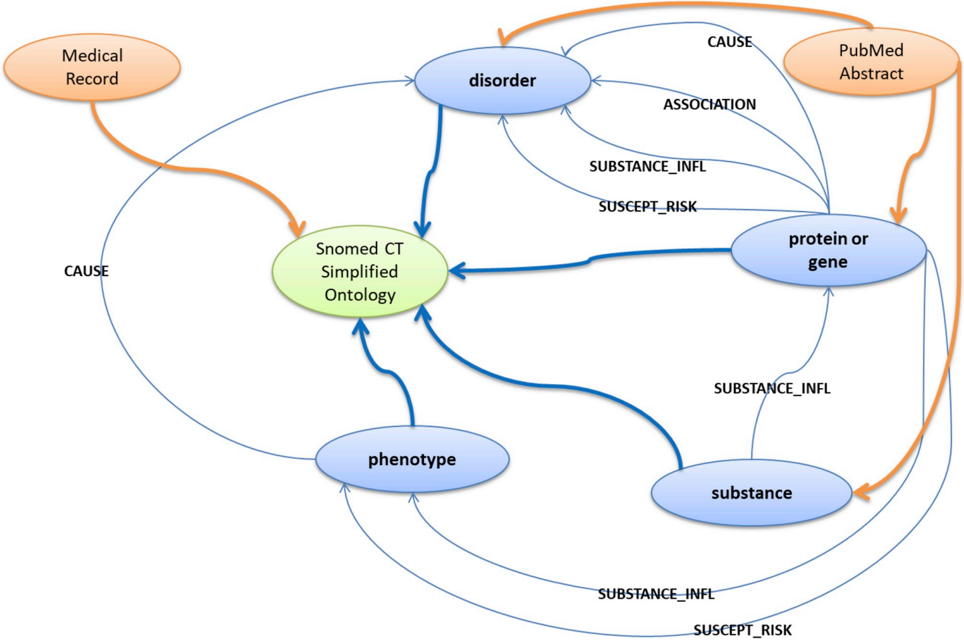 Medical
Record
PubMed
Abstract
disorder
CAUSE
ASSOCIATION
SUBSTANCE_INFL
SUSCEPT_RISK
protein or
gene
Snomed CT
Simplified
Ontology
CAUSE
SUBSTANCE_INFL
phenotype
substance
SUBSTANCE_INFL
SUSCEPT_RISK